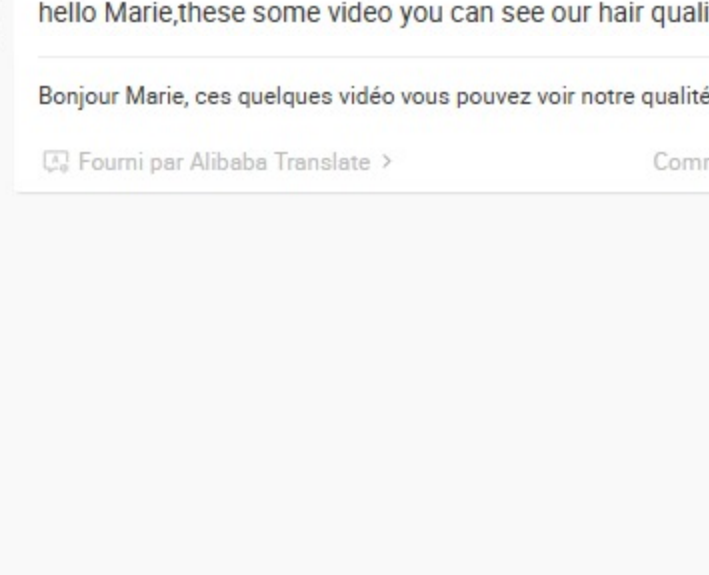 hello Marie,these some video you can see our hair quali
Bonjour Marie, ces quelques vidéo vous pouvez voir notre qualité
Fourni par Alibaba Translate >
Comm